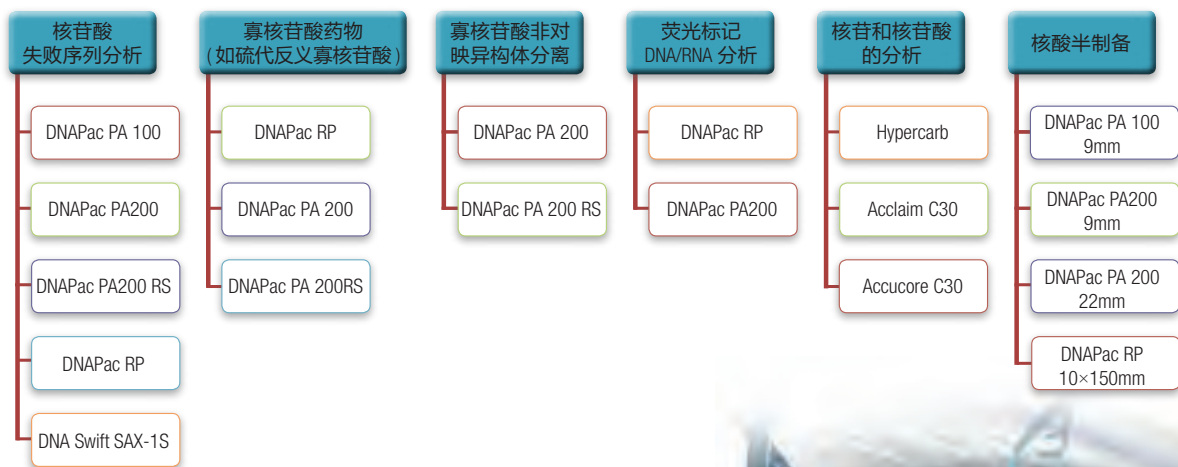 核苷酸
失败序列分析
DNAPac PA 100
DNAPac PA200
DNAPac PA200 RS
DNAPac RP
DNA Swift SAX-1S
寡核苷酸药物
(如硫代反义寡核苷酸)
DNAPac RP
DNAPac PA 200
DNAPac PA 200RS
寡核苷酸非对
映异构体分离
DNAPac PA 200
DNAPac PA 200 RS
荧光标记
DNA/RNA 分析
DNAPac RP
DNAPac PA200
核苷和核苷酸
的分析
Hypercarb
Acclaim C30
Accucore C30
核酸半制备
DNAPac PA 100
9mm
DNAPac PA200
9mm
DNAPac PA 200
22mm
DNAPac RP
10×150mm